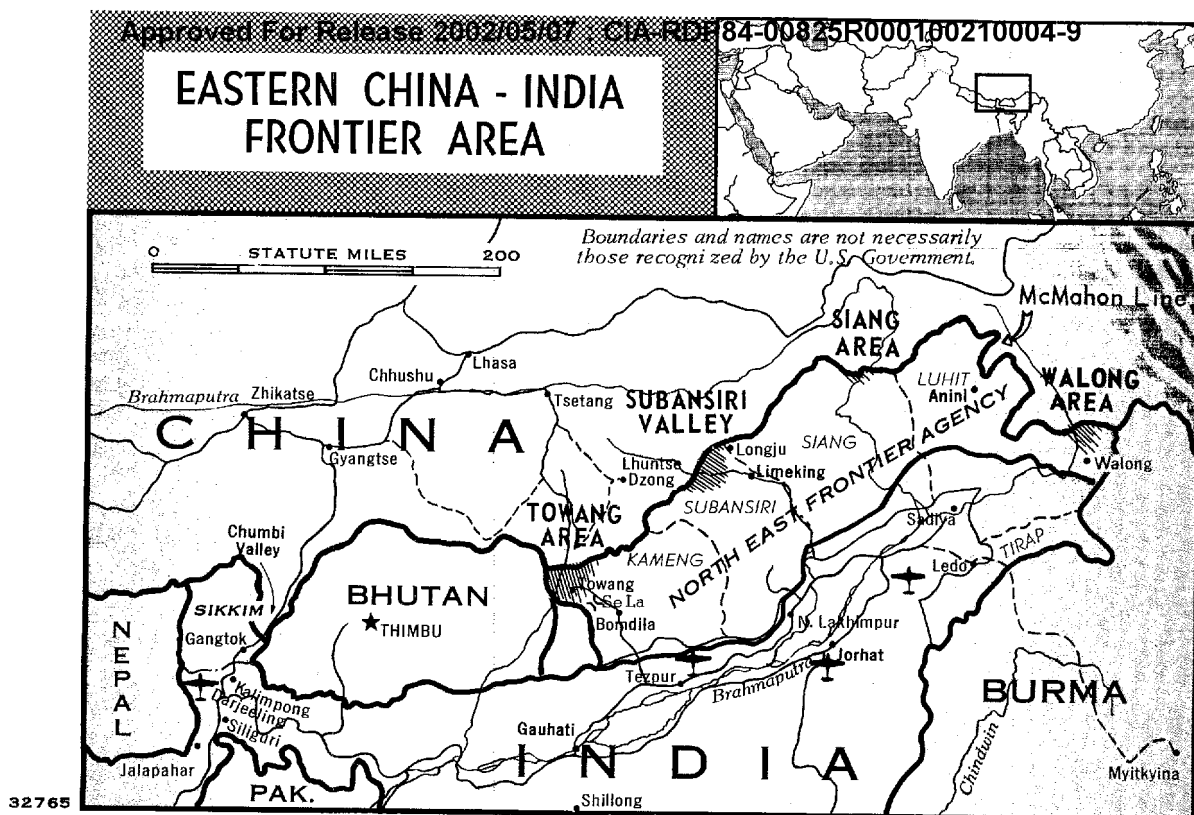 Approved For Release 2002/05/07 : CIA-RDP84-00825R000100210004-9
EASTERN CHINA - INDIA
FRONTIER AREA
0 STATUTE MILES 200
Boundaries and names are not necessarily
those recognized by the U.S. Government.
McMahon Line
SIANG
AREA
Lhasa
Chhushu
LUHIT
Aninl
WALONG
AREA
Brahmaputra
Zhikatse
Tsetang
SUBANSIRI
VALLEY
CHINA
Gyangtse
Longju
SIANG
Limeking
Walong
Lhuntse
Dzong
NORTH EAST FRONTIER AGENCY
SUBANSIRI
TOWANG
AREA
Sadiya
Chumbi
Valley
KAMENG
TIRAP
Ledo
BHUTAN
THIMBU
Towang
Se La
Bomdila
SIKKIM
Gangtok
NEPAL
N. Lakhimpur
Jorhat
Tezpur
Brahmaputra
BURMA
Kalimpong
Darjeeling
Siliguri
Gauhati
INDIA
Chindwin
Jalapahar
Myitkyina
PAK.
Shillong
32765